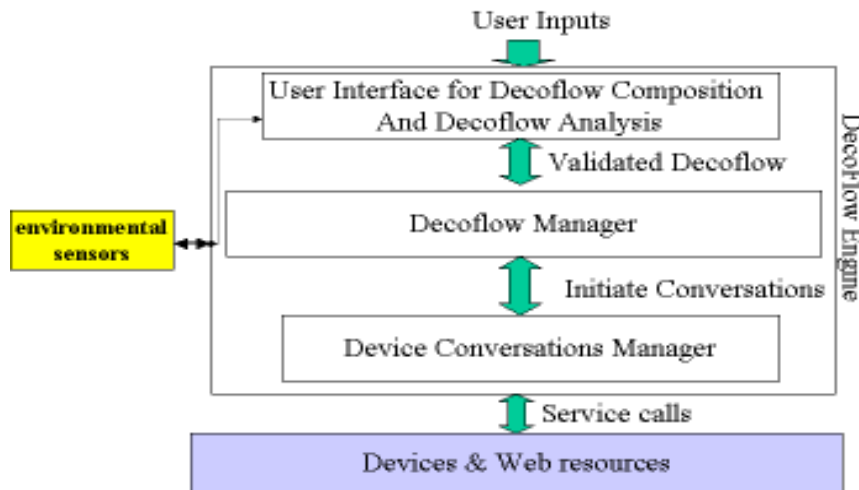 User Inputs
User Interface for Decoflow Composition
And Decoflow Analysis
Validated Decoflow
environmental
sensors
Decoflow Manager
Initiate Conversations
Device Conversations Manager
DecoFlow Engine
Service calls
Devices & Web resources